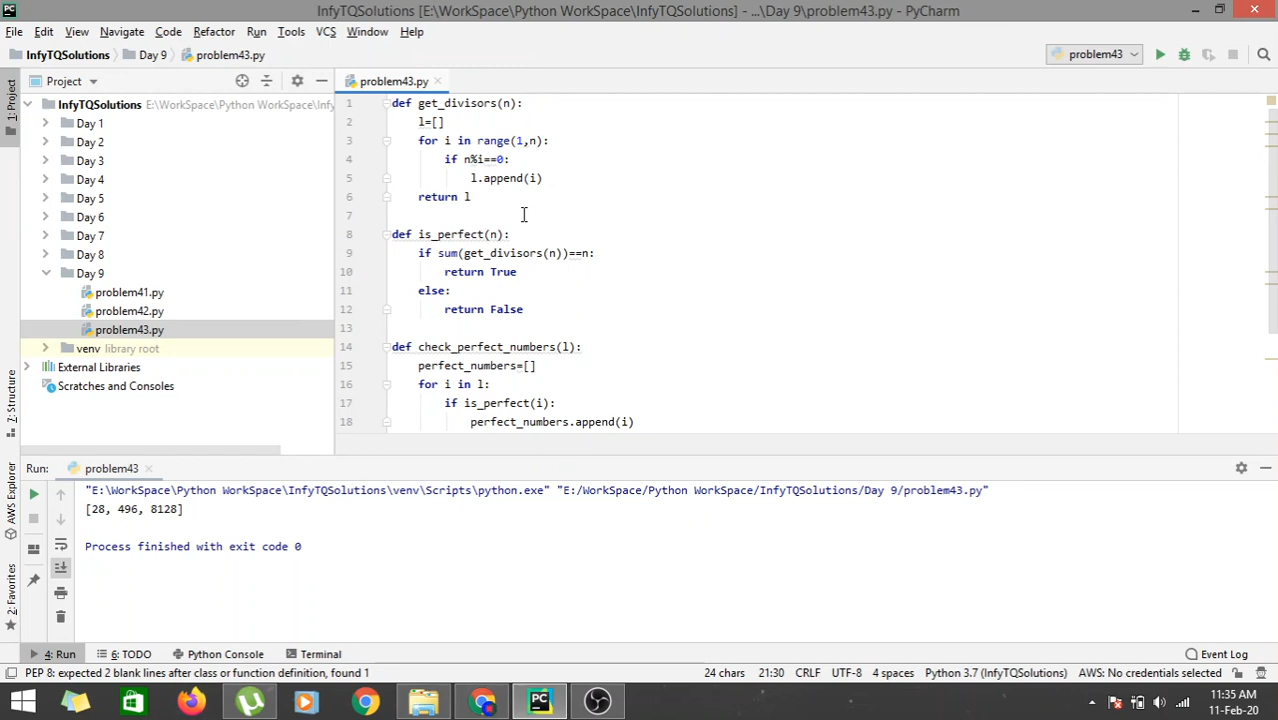 InfyTQSolutions [E:\WorkSpace\Python WorkSpace\InfyTQSolutions] - ...\Day 9\problem43.py - PyCharm
File Edit View Navigate Code Refactor Run Tools VCS Window Help
InfyTQSolutions Day 9 problem43.py problem43
1: Project
Project
problem43.py
InfyTQSolutions E:\WorkSpace\Python WorkSpace\Inf
Day 1
Day 2
Day 3
Day 4
Day 5
Day 6
Day 7
Day 8
Day 9
problem41.py
problem42.py
problem43.py
venv library root
External Libraries
Scratches and Consoles
1 def get_divisors(n):
2 l=[]
3 for i in range(1,n):
4 if n%i==0:
5 l.append(i)
6 return l
7
8 def is_perfect(n):
9 if sum(get_divisors(n))==n:
10 return True
11 else:
12 return False
13
14 def check_perfect_numbers(l):
15 perfect_numbers=[]
16 for i in l:
17 if is_perfect(i):
18 perfect_numbers.append(i)
7: Structure
AWS Explorer
2: Favorites
Run: problem43
"E:\WorkSpace\Python WorkSpace\InfyTQSolutions\venv\Scripts\python.exe" "E:/WorkSpace/Python WorkSpace/InfyTQSolutions/Day 9/problem43.py"
[28, 496, 8128]
Process finished with exit code 0
4: Run 6: TODO Python Console Terminal Event Log
PEP 8: expected 2 blank lines after class or function definition, found 1 24 chars 21:30 CRLF UTF-8 4 spaces Python 3.7 (InfyTQSolutions) AWS: No credentials selected
11:35 AM
11-Feb-20